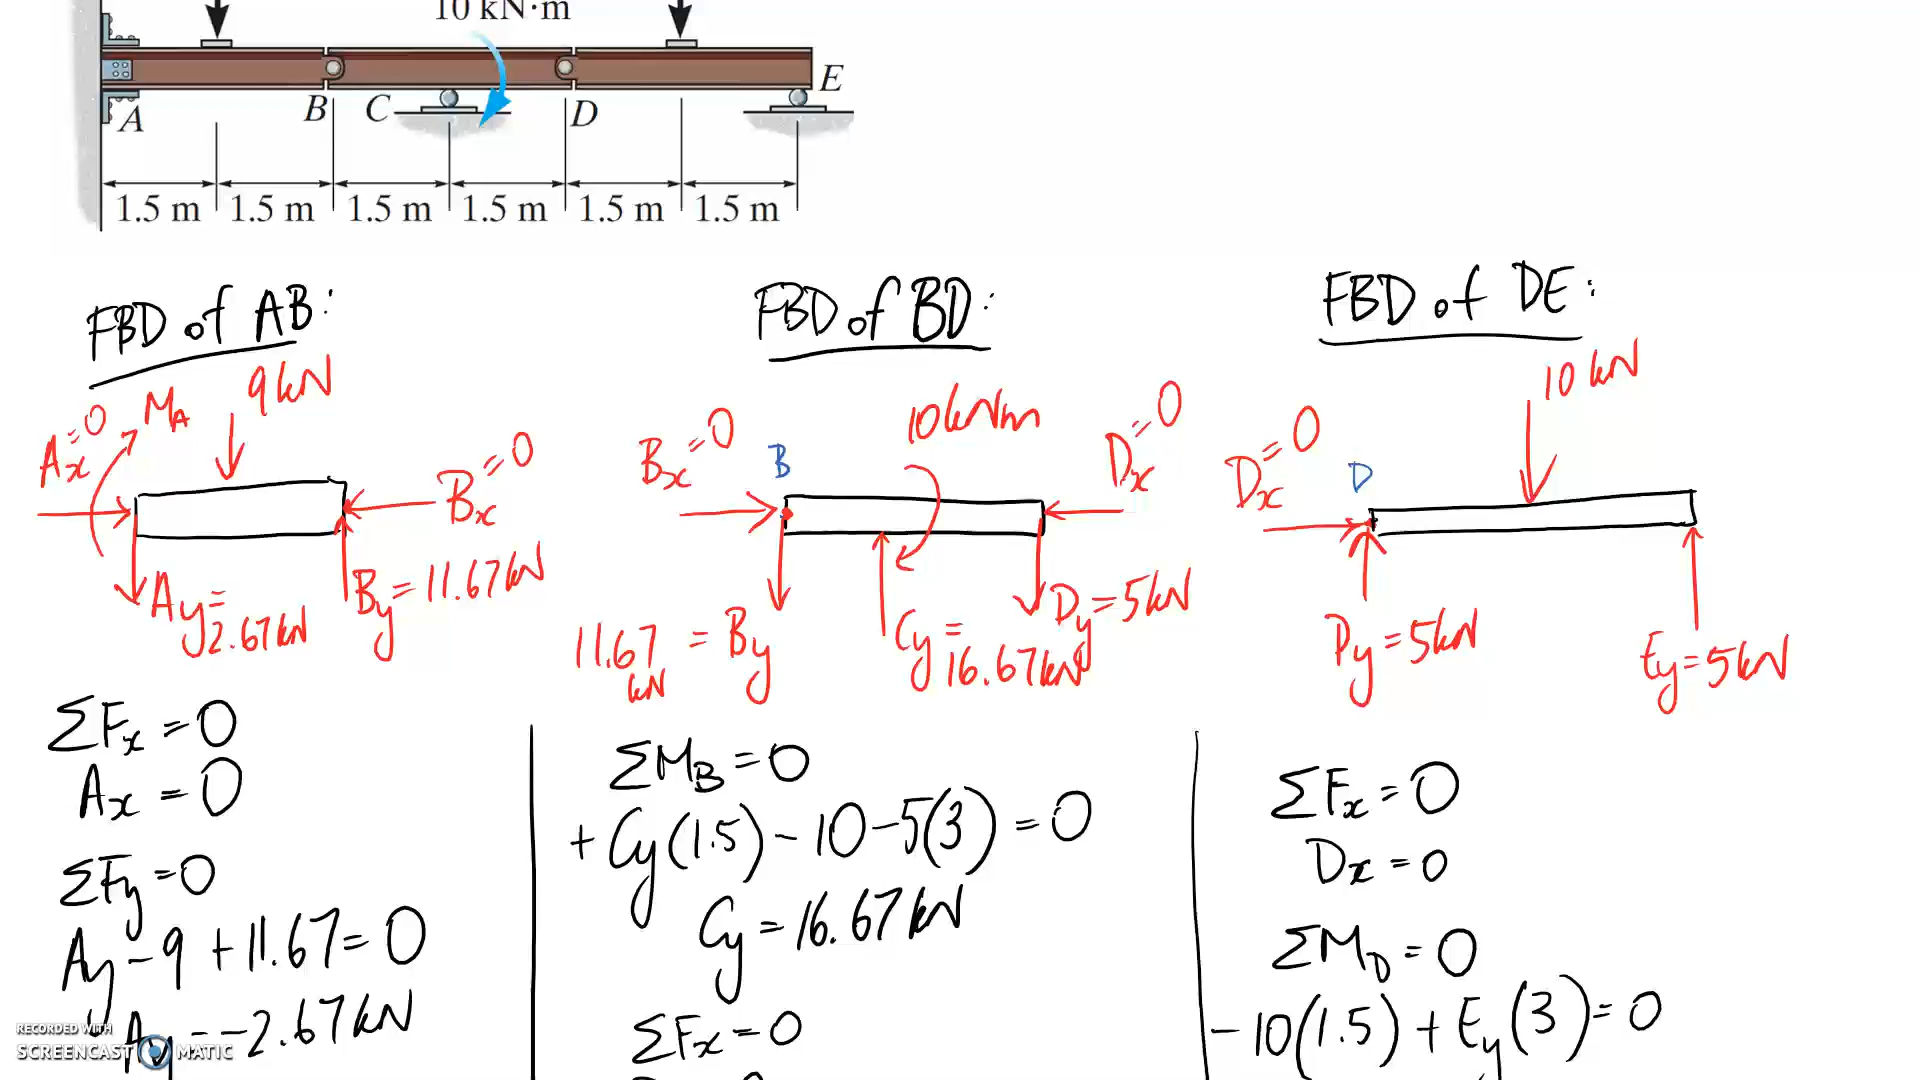 10 kN·m
A
B
C
D
E
1.5 m 1.5 m 1.5 m 1.5 m 1.5 m 1.5 m
FBD of AB:
9kN
MA
Ax=0
Bx=0
Ay=
2.67kN
By=11.67kN
ΣFx=0
Ax=0
ΣFy=0
Ay-9+11.67=0
Ay=-2.67kN
FBD of BD:
10kNm
Bx=0
B
Dx=0
11.67
kN
=By
Cy=
16.67kN
Dy=5kN
ΣMB=0
+Cy(1.5)-10-5(3)=0
Cy=16.67kN
ΣFx=0
FBD of DE:
10kN
Dx=0
D
Dy=5kN
Ey=5kN
ΣFx=0
Dx=0
ΣMD=0
-10(1.5)+Ey(3)=0
RECORDED WITH
SCREENCAST MATIC